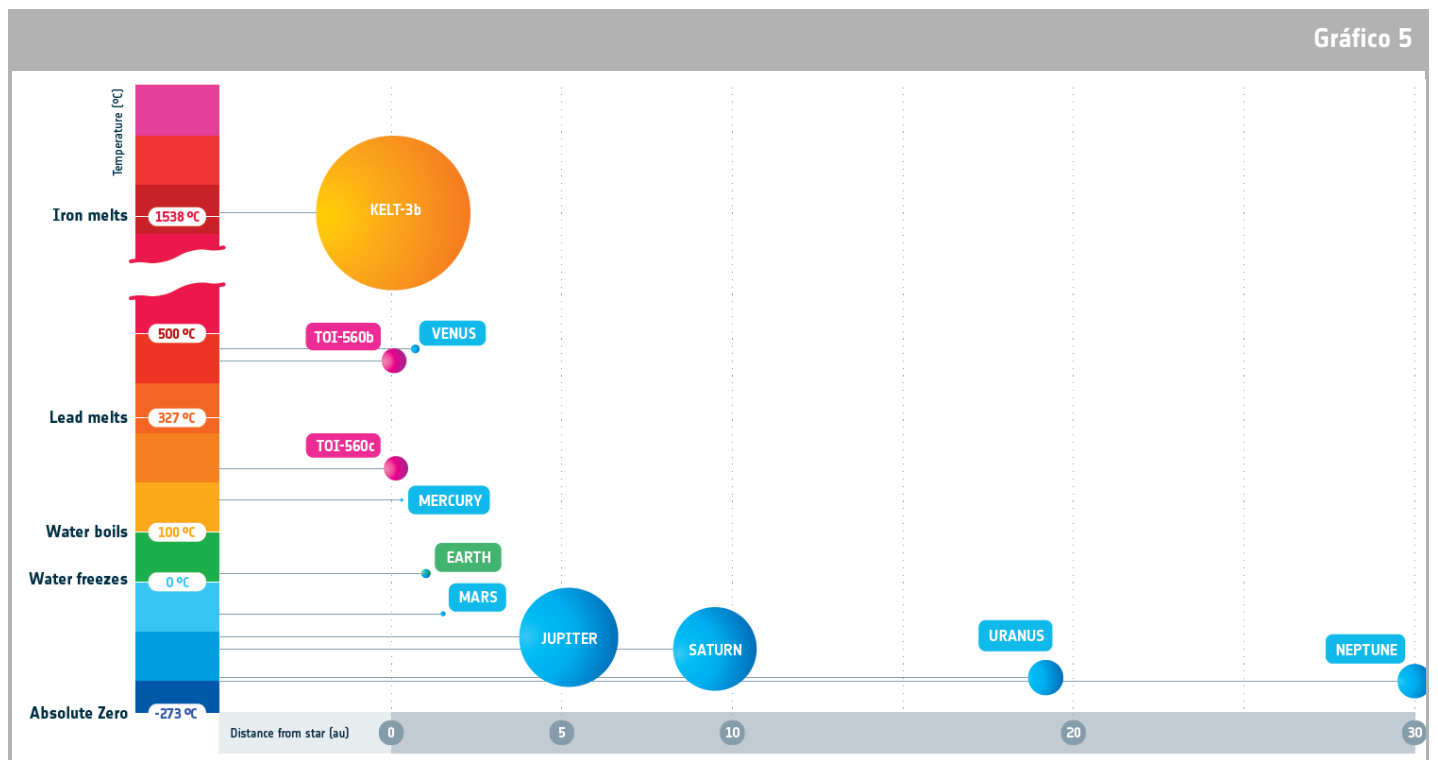 Gráfico 5
Temperature (ºC)
Iron melts
1538 ºC
KELT-3b
500 ºC
TOI-560b
VENUS
Lead melts
327 ºC
TOI-560c
MERCURY
Water boils
100 ºC
EARTH
Water freezes
0 ºC
MARS
JUPITER
SATURN
URANUS
NEPTUNE
Absolute Zero
-273 ºC
Distance from star (au)
0
5
10
20
30